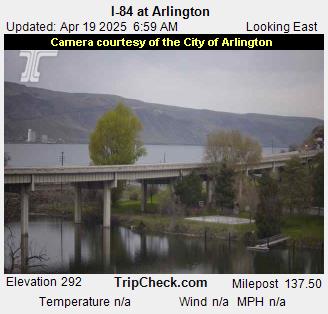 I-84 at Arlington
Updated: Apr 19 2025 6:59 AM Looking East
Camera courtesy of the City of Arlington
Elevation 292 TripCheck.com Milepost 137.50
Temperature n/a Wind n/a MPH n/a